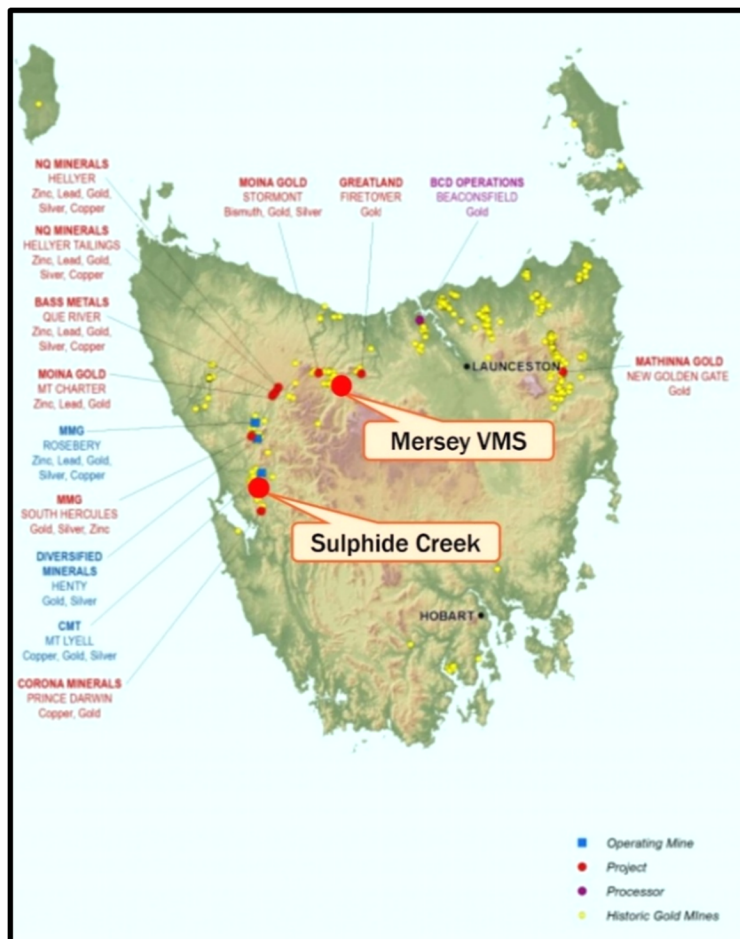 NQ MINERALS
HELLYER
Zinc, Lead, Gold,
Silver, Copper
NQ MINERALS
HELLYER TAILINGS
Zinc, Lead, Gold,
Siver, Copper
BASS METALS
QUE RIVER
Zinc, Lead, Gold,
Silver, Copper
MOINA GOLD
MT CHARTER
Zinc, Lead, Gold
MMG
ROSEBERY
Zinc, Lead, Gold,
Silver, Copper
MMG
SOUTH HERCULES
Gold, Silver, Zinc
DIVERSIFIED
MINERALS
HENTY
Gold, Silver
CMT
MT LYELL
Copper, Gold, Silver
CORONA MINERALS
PRINCE DARWIN
Copper, Gold
MOINA GOLD
STORMONT
Bismuth, Gold, Silver
GREATLAND
FIRETOWER
Gold
BCD OPERATIONS
BEACONSFIELD
Gold
LAUNCESTON
MATHINNA GOLD
NEW GOLDEN GATE
Gold
Mersey VMS
Sulphide Creek
HOBART
Operating Mine
Project
Processor
Historic Gold MInes